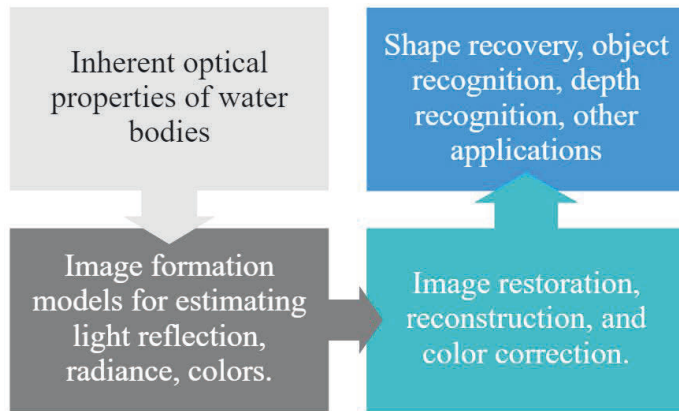 Inherent optical
properties of water
bodies
Image formation
models for estimating
light reflection,
radiance, colors.
Image restoration,
reconstruction, and
color correction.
Shape recovery, object
recognition, depth
recognition, other
applications